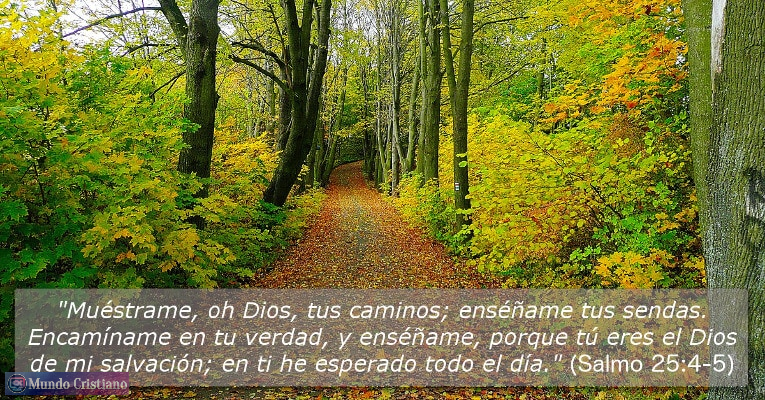 "Muéstrame, oh Dios, tus caminos; enséñame tus sendas.
Encamíname en tu verdad, y enséñame, porque tú eres el Dios
de mi salvación; en ti he esperado todo el día." (Salmo 25:4-5)
Mundo Cristiano